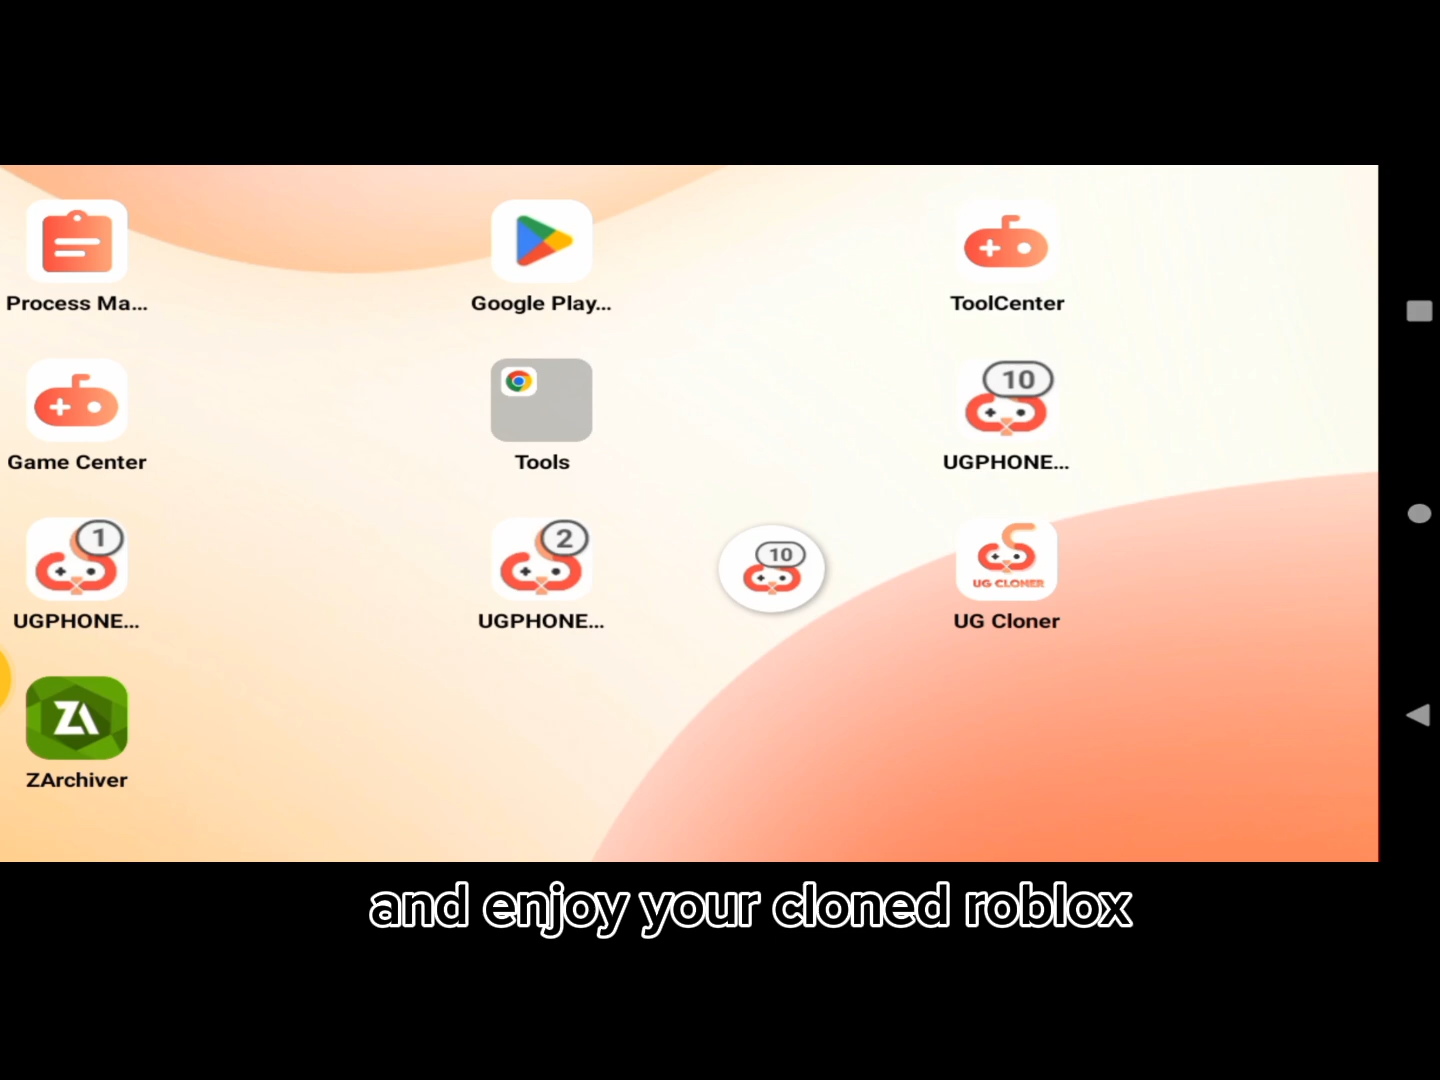 Process Ma...
Google Play...
ToolCenter
Game Center
Tools
10
UGPHONE...
1
UGPHONE...
2
UGPHONE...
10
UG CLONER
UG Cloner
ZA
ZArchiver
and enjoy your cloned roblox